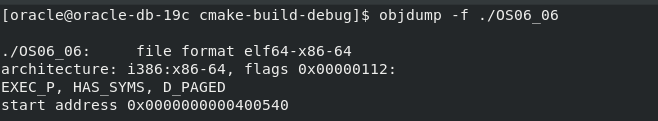 [oracle@oracle-db-19c cmake-build-debug]$ objdump -f ./OS06_06
./OS06_06:     file format elf64-x86-64
architecture: i386:x86-64, flags 0x00000112:
EXEC_P, HAS_SYMS, D_PAGED
start address 0x0000000000400540